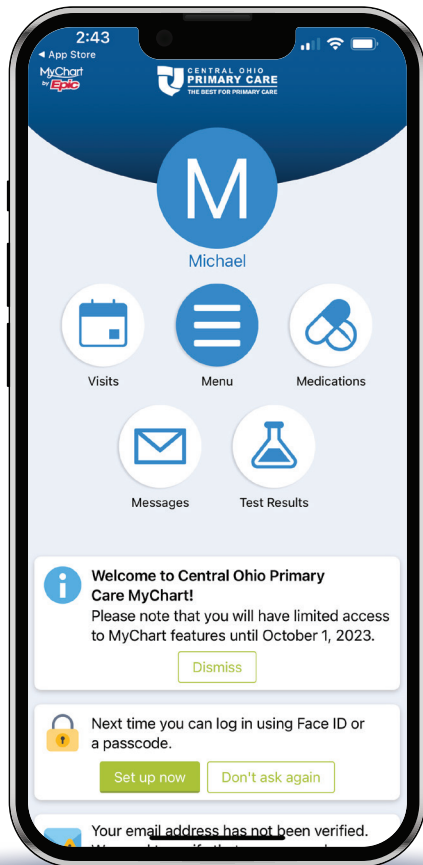 2:43
◄ App Store
MyChart
by Epic
CENTRAL OHIO
PRIMARY CARE
THE BEST FOR PRIMARY CARE
M
Michael
Visits
Menu
Medications
Messages
Test Results
Welcome to Central Ohio Primary
Care MyChart!
Please note that you will have limited access
to MyChart features until October 1, 2023.
Dismiss
Next time you can log in using Face ID or
a passcode.
Set up now
Don't ask again
Your email address has not been verified.